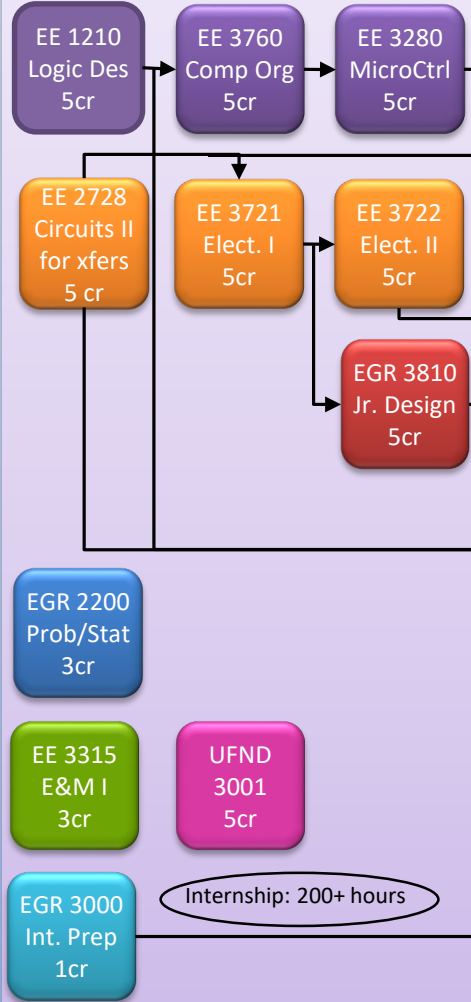 EE 1210
Logic Des
5cr
EE 3760
Comp Org
5cr
EE 3280
MicroCtrl
5cr
EE 2728
Circuits II
for xfers
5 cr
EE 3721
Elect. I
5cr
EE 3722
Elect. II
5cr
EGR 3810
Jr. Design
5cr
EGR 2200
Prob/Stat
3cr
EE 3315
E&M I
3cr
UFND
3001
5cr
EGR 3000
Int. Prep
1cr
Internship: 200+ hours